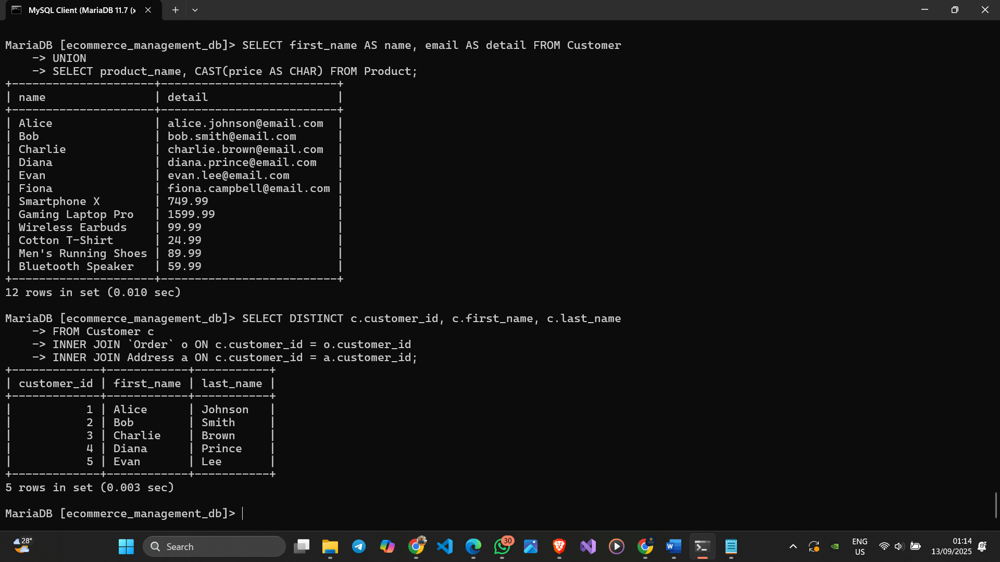 MySQL Client (MariaDB 11.7 (x
MariaDB [ecommerce_management_db]> SELECT first_name AS name, email AS detail FROM Customer
    -> UNION
    -> SELECT product_name, CAST(price AS CHAR) FROM Product;
+---------------------+--------------------------+
| name                | detail                   |
+---------------------+--------------------------+
| Alice               | alice.johnson@email.com  |
| Bob                 | bob.smith@email.com      |
| Charlie             | charlie.brown@email.com  |
| Diana               | diana.prince@email.com   |
| Evan                | evan.lee@email.com       |
| Fiona               | fiona.campbell@email.com |
| Smartphone X        | 749.99                   |
| Gaming Laptop Pro   | 1599.99                  |
| Wireless Earbuds    | 99.99                    |
| Cotton T-Shirt      | 24.99                    |
| Men's Running Shoes | 89.99                    |
| Bluetooth Speaker   | 59.99                    |
+---------------------+--------------------------+
12 rows in set (0.010 sec)
MariaDB [ecommerce_management_db]> SELECT DISTINCT c.customer_id, c.first_name, c.last_name
    -> FROM Customer c
    -> INNER JOIN `Order` o ON c.customer_id = o.customer_id
    -> INNER JOIN Address a ON c.customer_id = a.customer_id;
+-------------+------------+-----------+
| customer_id | first_name | last_name |
+-------------+------------+-----------+
|           1 | Alice      | Johnson   |
|           2 | Bob        | Smith     |
|           3 | Charlie    | Brown     |
|           4 | Diana      | Prince    |
|           5 | Evan       | Lee       |
+-------------+------------+-----------+
5 rows in set (0.003 sec)
MariaDB [ecommerce_management_db]>
28°
Search
30
ENG
US
01:14
13/09/2025